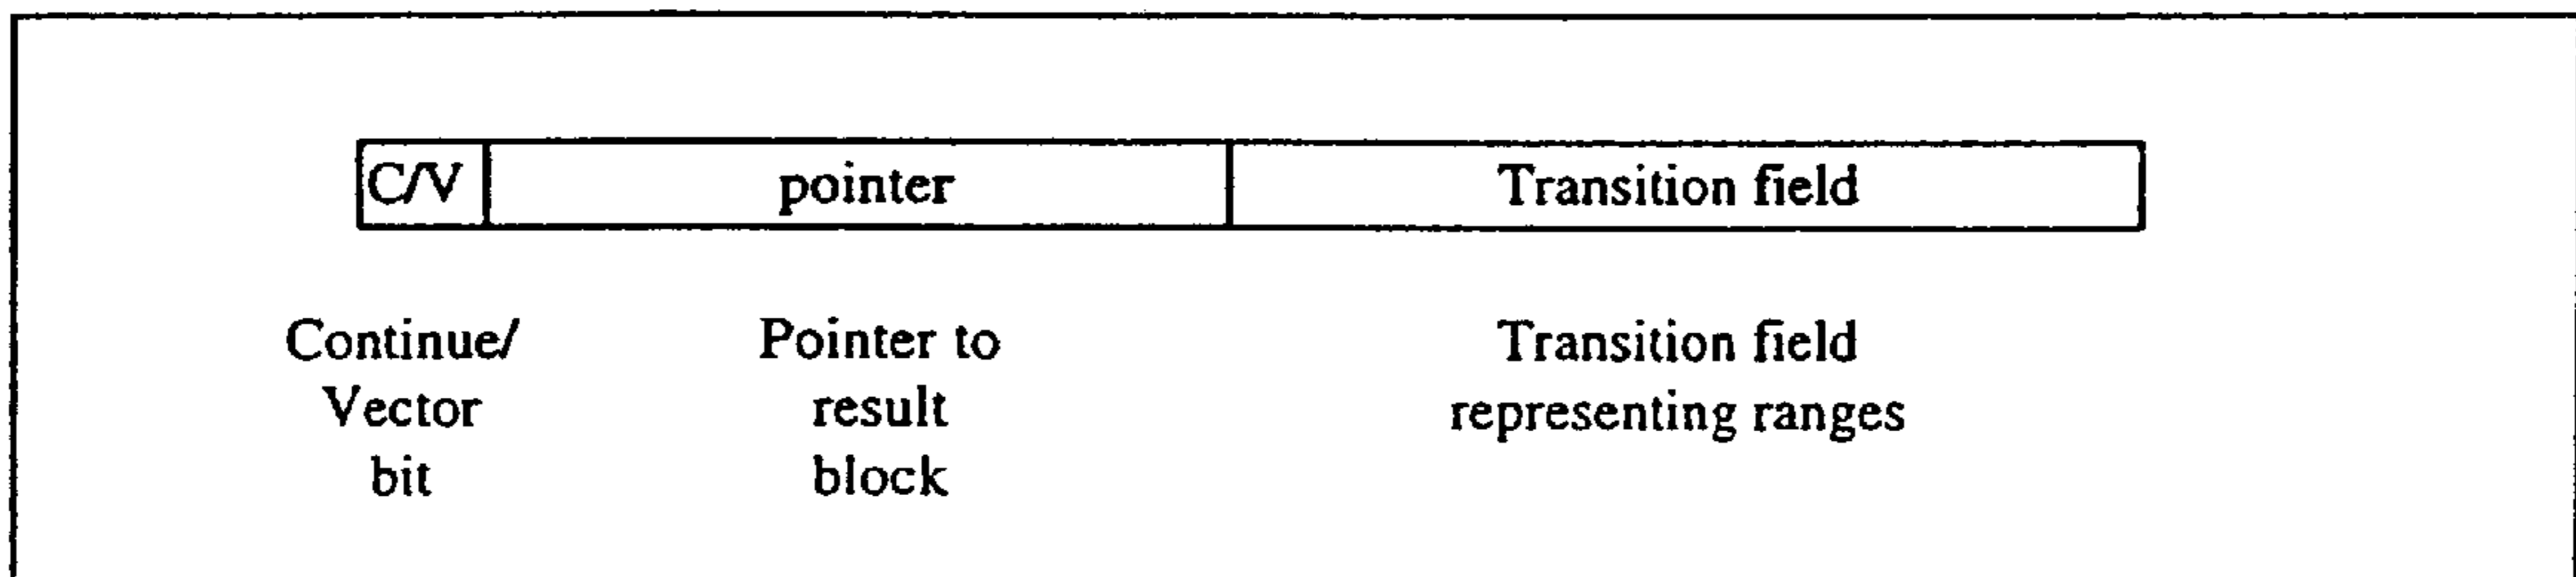 C/V pointer Transition field
Continue/ Pointer to Transition field
Vector result representing ranges
bit block